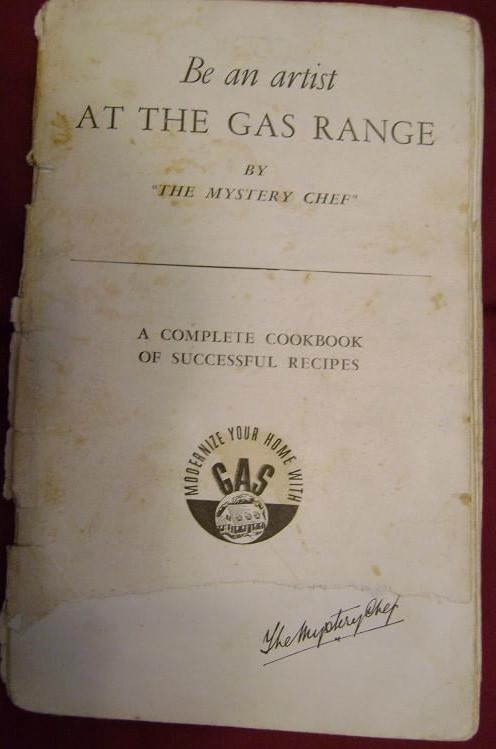 Be an artist
AT THE GAS RANGE
BY
"THE MYSTERY CHEF"
A COMPLETE COOKBOOK
OF SUCCESSFUL RECIPES
MODERNIZE YOUR HOME WITH
GAS
The Mystery Chef